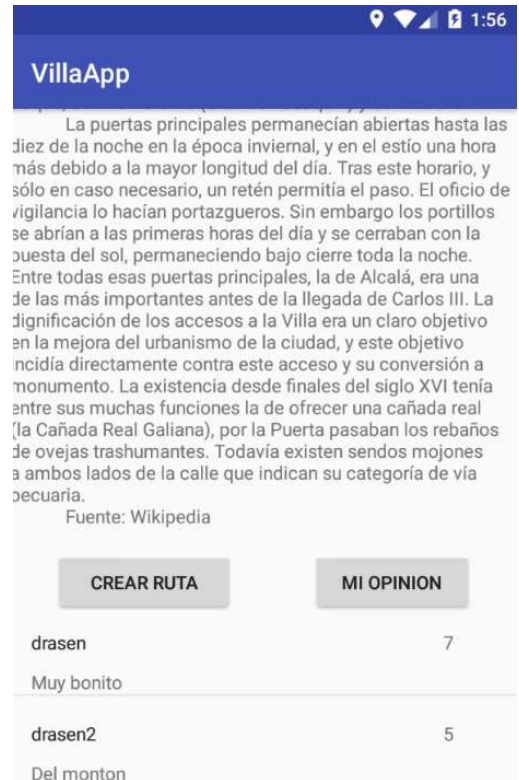 1:56
VillaApp
La puertas principales permanecían abiertas hasta las
diez de la noche en la época inviernal, y en el estío una hora
más debido a la mayor longitud del día. Tras este horario, y
sólo en caso necesario, un retén permitía el paso. El oficio de
vigilancia lo hacían portazgueros. Sin embargo los portillos
se abrían a las primeras horas del día y se cerraban con la
puesta del sol, permaneciendo bajo cierre toda la noche.
Entre todas esas puertas principales, la de Alcalá, era una
de las más importantes antes de la llegada de Carlos III. La
dignificación de los accesos a la Villa era un claro objetivo
en la mejora del urbanismo de la ciudad, y este objetivo
incidía directamente contra este acceso y su conversión a
monumento. La existencia desde finales del siglo XVI tenía
entre sus muchas funciones la de ofrecer una cañada real
(la Cañada Real Galiana), por la Puerta pasaban los rebaños
de ovejas trashumantes. Todavía existen sendos mojones
a ambos lados de la calle que indican su categoría de vía
pecuaria.
Fuente: Wikipedia
CREAR RUTA MI OPINION
drasen 7
Muy bonito
drasen2 5
Del monton